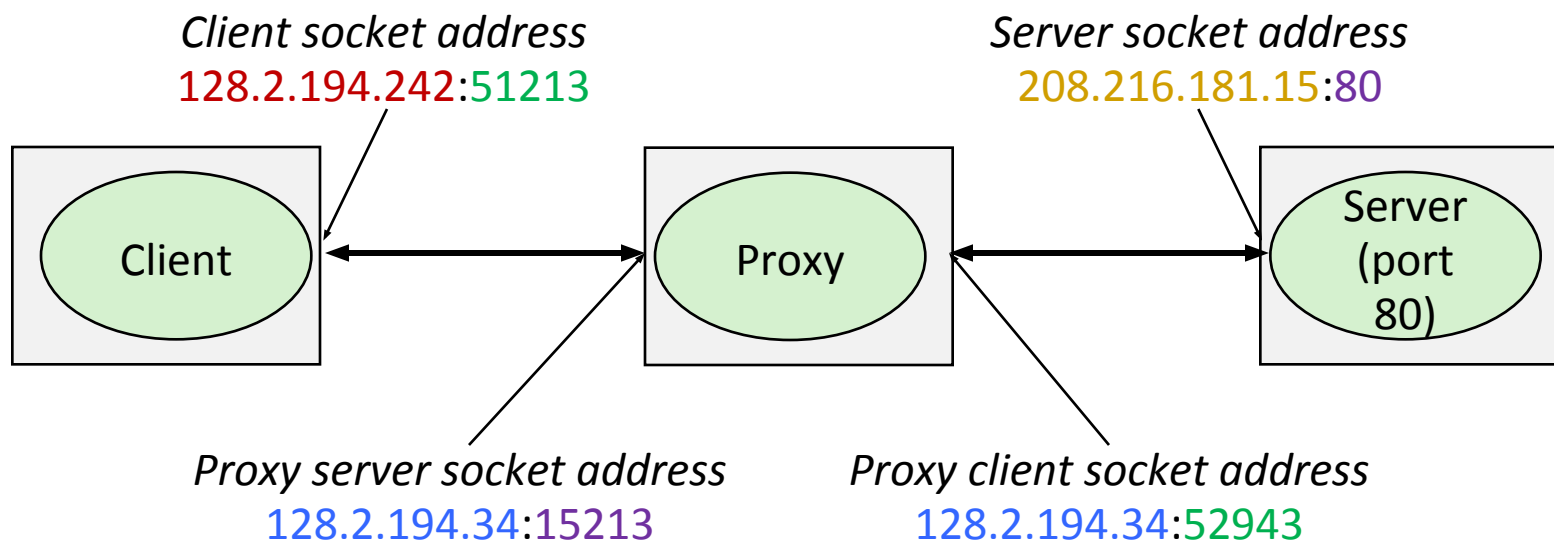 Client socket address
128.2.194.242:51213
Server socket address
208.216.181.15:80
Client
Proxy
Server
(port
80)
Proxy server socket address
128.2.194.34:15213
Proxy client socket address
128.2.194.34:52943